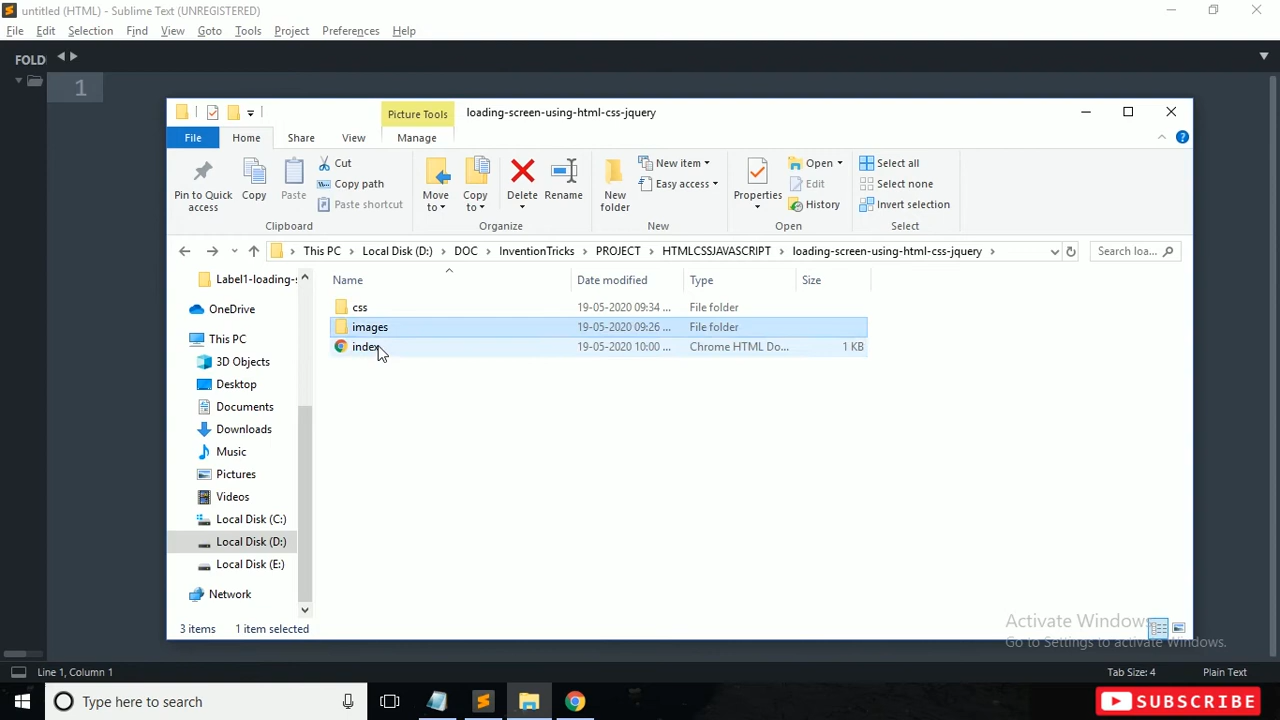 untitled (HTML) - Sublime Text (UNREGISTERED)
File Edit Selection Find View Goto Tools Project Preferences Help
FOLD
1
Picture Tools loading-screen-using-html-css-jquery
File Home Share View Manage
Pin to Quick access
Copy
Paste
Cut
Copy path
Paste shortcut
Move to
Copy to
Delete
Rename
New folder
New item
Easy access
Properties
Open
Edit
History
Select all
Select none
Invert selection
Clipboard Organize New Open Select
This PC Local Disk (D:) DOC InventionTricks PROJECT HTMLCSSJAVASCRIPT loading-screen-using-html-css-jquery Search loa...
Name Date modified Type Size
css 19-05-2020 09:34 ... File folder
images 19-05-2020 09:26 ... File folder
index 19-05-2020 10:00 ... Chrome HTML Do... 1 KB
Label1-loading-s
OneDrive
This PC
3D Objects
Desktop
Documents
Downloads
Music
Pictures
Videos
Local Disk (C:)
Local Disk (D:)
Local Disk (E:)
Network
3 items 1 item selected
Activate Windows
Go to Settings to activate Windows.
Line 1, Column 1 Tab Size: 4 Plain Text
Type here to search
SUBSCRIBE